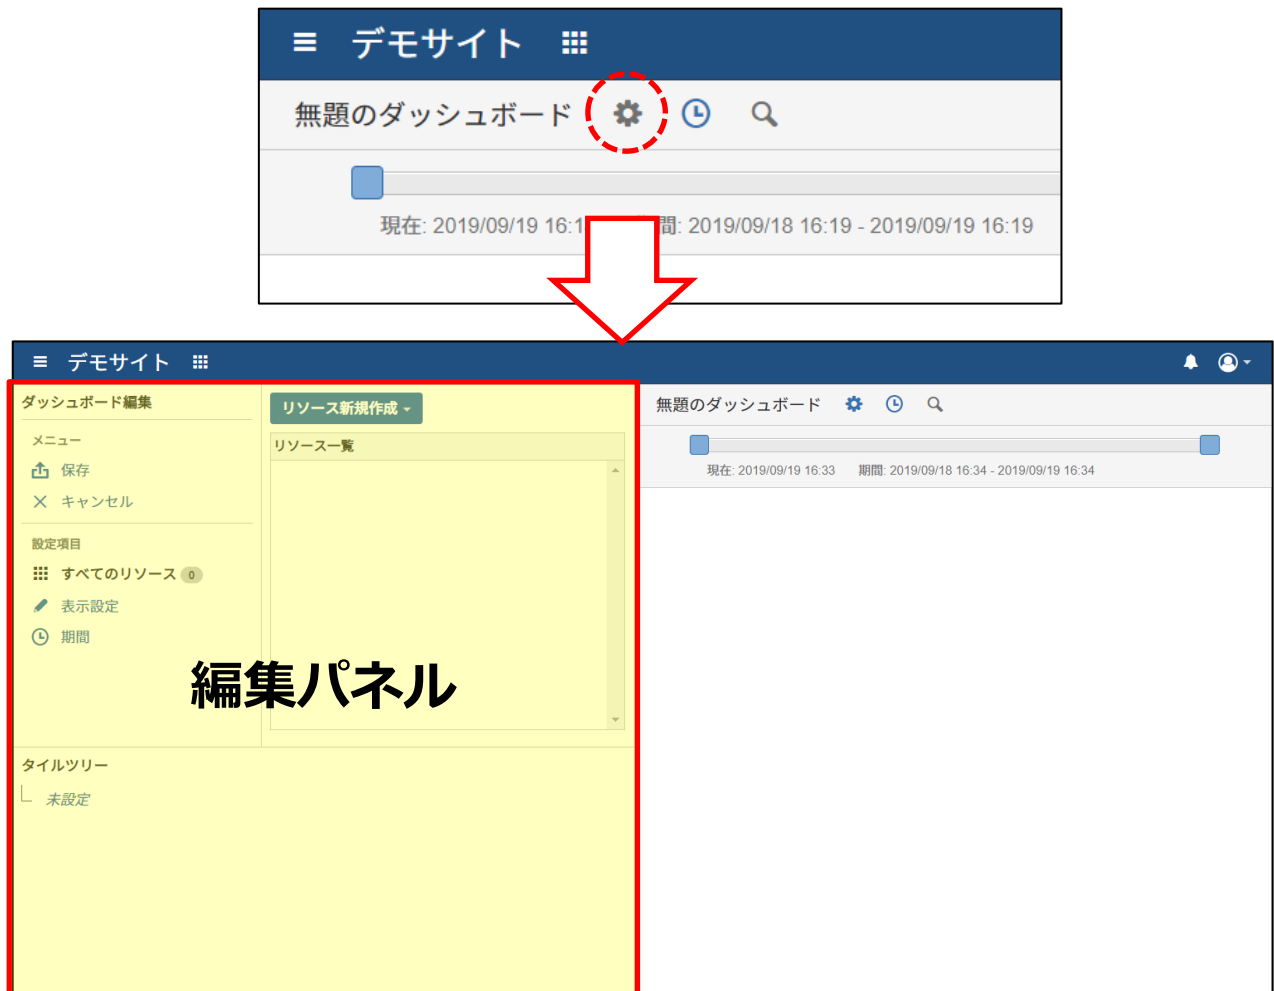 デモサイト
無題のダッシュボード
現在: 2019/09/19 16:1
間: 2019/09/18 16:19 - 2019/09/19 16:19
デモサイト
ダッシュボード編集
メニュー
保存
キャンセル
設定項目
すべてのリソース 0
表示設定
期間
リソース新規作成
リソース一覧
編集パネル
タイルツリー
未設定
無題のダッシュボード
現在: 2019/09/19 16:33 期間: 2019/09/18 16:34 - 2019/09/19 16:34